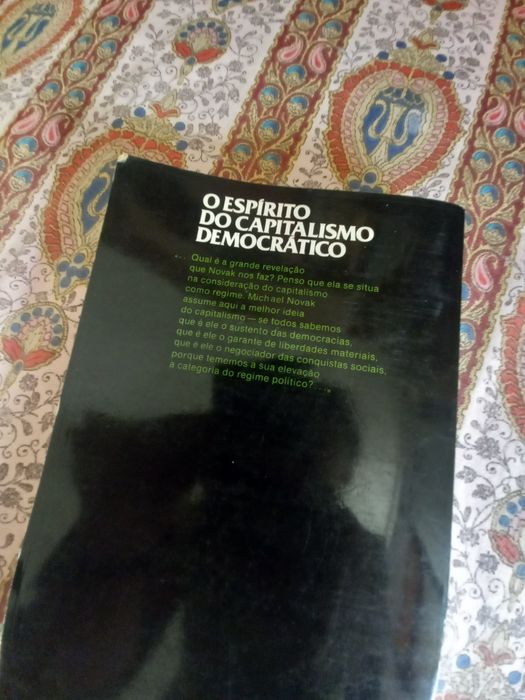 O ESPÍRITO
DO CAPITALISMO
DEMOCRÁTICO
... Qual é a grande revelação
que Novak nos faz? Penso que ela se situa
na consideração do capitalismo
como regime. Michael Novak
assume aqui a melhor ideia
do capitalismo — se todos sabemos
que é ele o sustento das democracias,
que é ele o garante de liberdades materiais,
que é ele o negociador das conquistas sociais,
porque tememos a sua elevação
à categoria do regime político? ...»